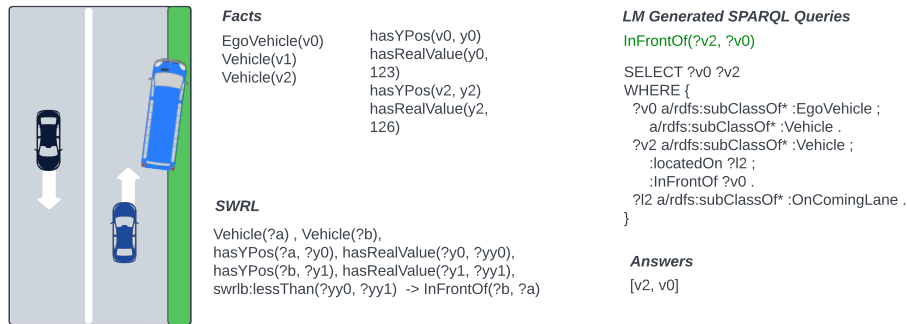 Facts
EgoVehicle(v0)
Vehicle(v1)
Vehicle(v2)
hasYPos(v0, y0)
hasRealValue(y0,
123)
hasYPos(v2, y2)
hasRealValue(y2,
126)
SWRL
Vehicle(?a) , Vehicle(?b),
hasYPos(?a, ?y0), hasRealValue(?y0, ?yy0),
hasYPos(?b, ?y1), hasRealValue(?y1, ?yy1),
swrlb:lessThan(?yy0, ?yy1)  -> InFrontOf(?b, ?a)
LM Generated SPARQL Queries
InFrontOf(?v2, ?v0)
SELECT ?v0 ?v2
WHERE {
?v0 a/rdfs:subClassOf* :EgoVehicle ;
a/rdfs:subClassOf* :Vehicle .
?v2 a/rdfs:subClassOf* :Vehicle ;
:locatedOn ?l2 ;
:InFrontOf ?v0 .
?l2 a/rdfs:subClassOf* :OnComingLane .
}
Answers
[v2, v0]